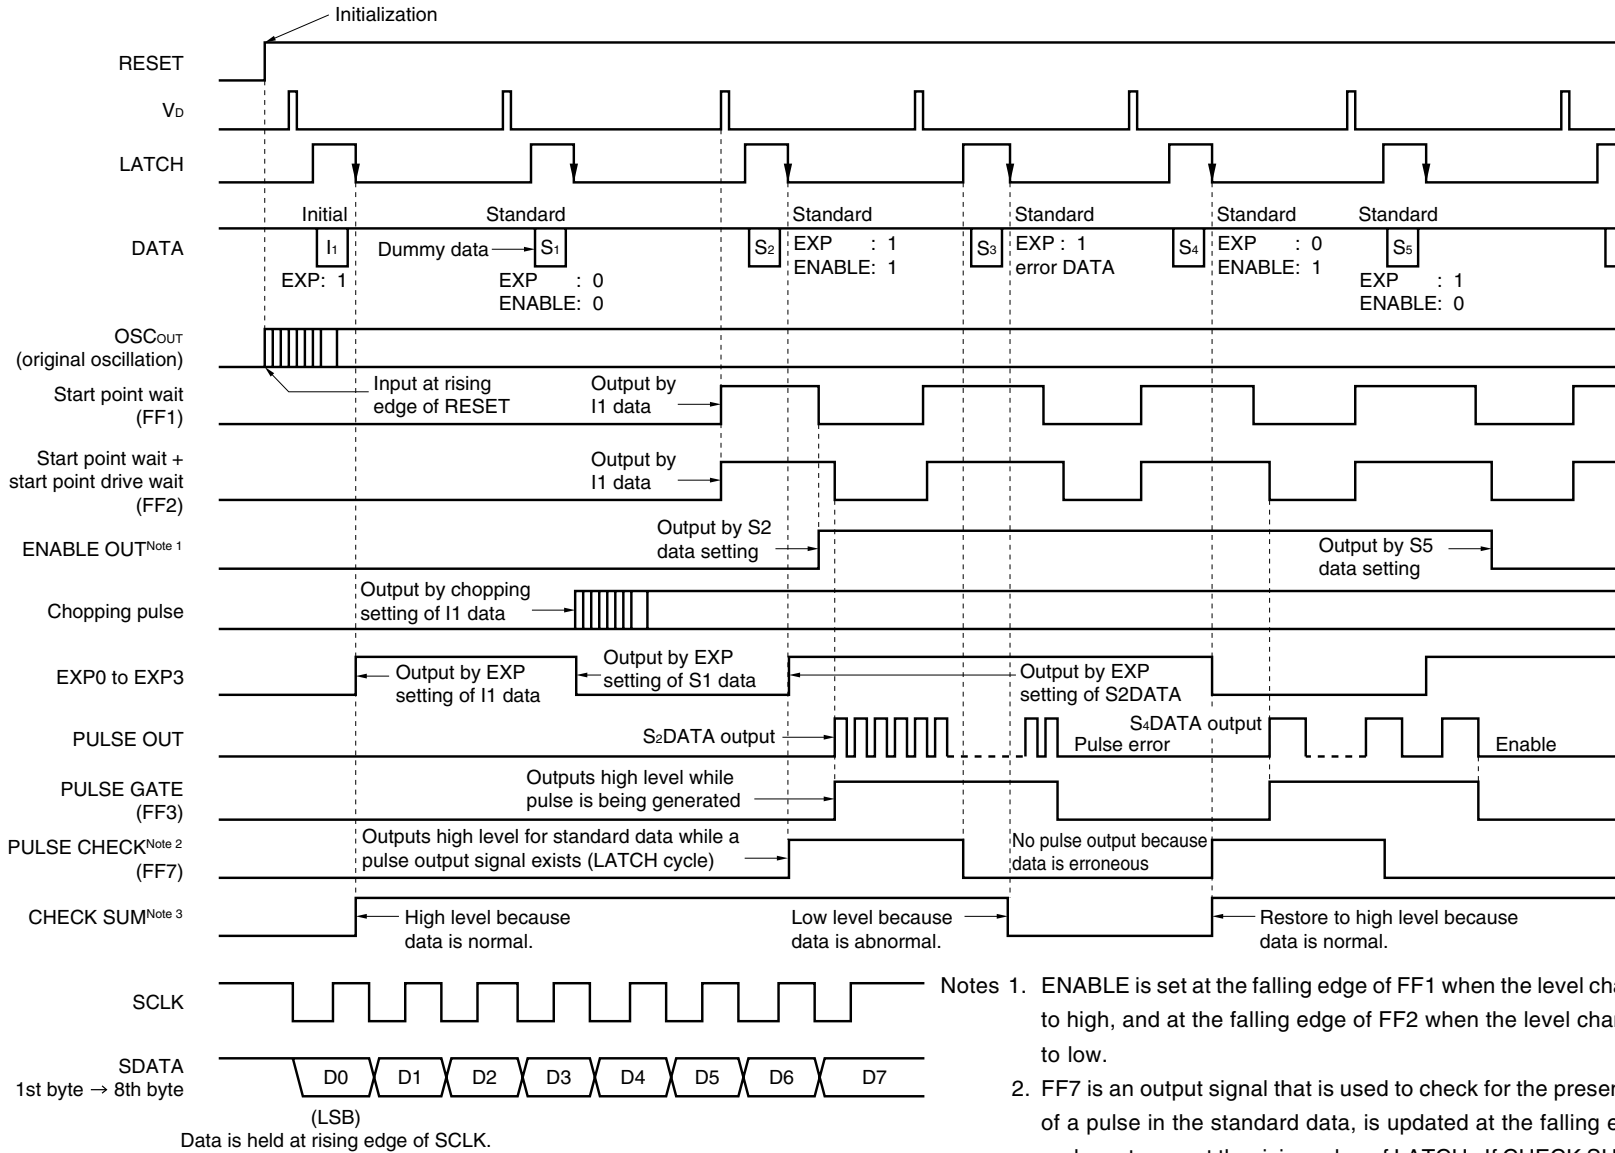 Initialization
RESET
VD
LATCH
Initial
Standard
Standard
Standard
Standard
Standard
DATA
I1
Dummy data
S1
S2
EXP : 1
ENABLE: 1
S3
EXP : 1
error DATA
S4
EXP : 0
ENABLE: 1
S5
EXP: 1
EXP : 0
ENABLE: 0
EXP : 1
ENABLE: 0
OSCOUT
(original oscillation)
Input at rising
edge of RESET
Start point wait
(FF1)
Output by
I1 data
Start point wait +
start point drive wait
(FF2)
Output by
I1 data
ENABLE OUT Note 1
Output by S2
data setting
Output by S5
data setting
Chopping pulse
Output by chopping
setting of I1 data
EXP0 to EXP3
Output by EXP
setting of I1 data
Output by EXP
setting of S1 data
Output by EXP
setting of S2DATA
PULSE OUT
S2DATA output
Pulse error
S4DATA output
Enable
PULSE GATE
(FF3)
Outputs high level while
pulse is being generated
PULSE CHECK Note 2
(FF7)
Outputs high level for standard data while a
pulse output signal exists (LATCH cycle)
No pulse output because
data is erroneous
CHECK SUM Note 3
High level because
data is normal.
Low level because
data is abnormal.
Restore to high level because
data is normal.
SCLK
SDATA
1st byte → 8th byte
D0
D1
D2
D3
D4
D5
D6
D7
(LSB)
Data is held at rising edge of SCLK.
Notes 1. ENABLE is set at the falling edge of FF1 when the level
to high, and at the falling edge of FF2 when the level
to low.
2. FF7 is an output signal that is used to check for the
of a pulse in the standard data, is updated at the falling